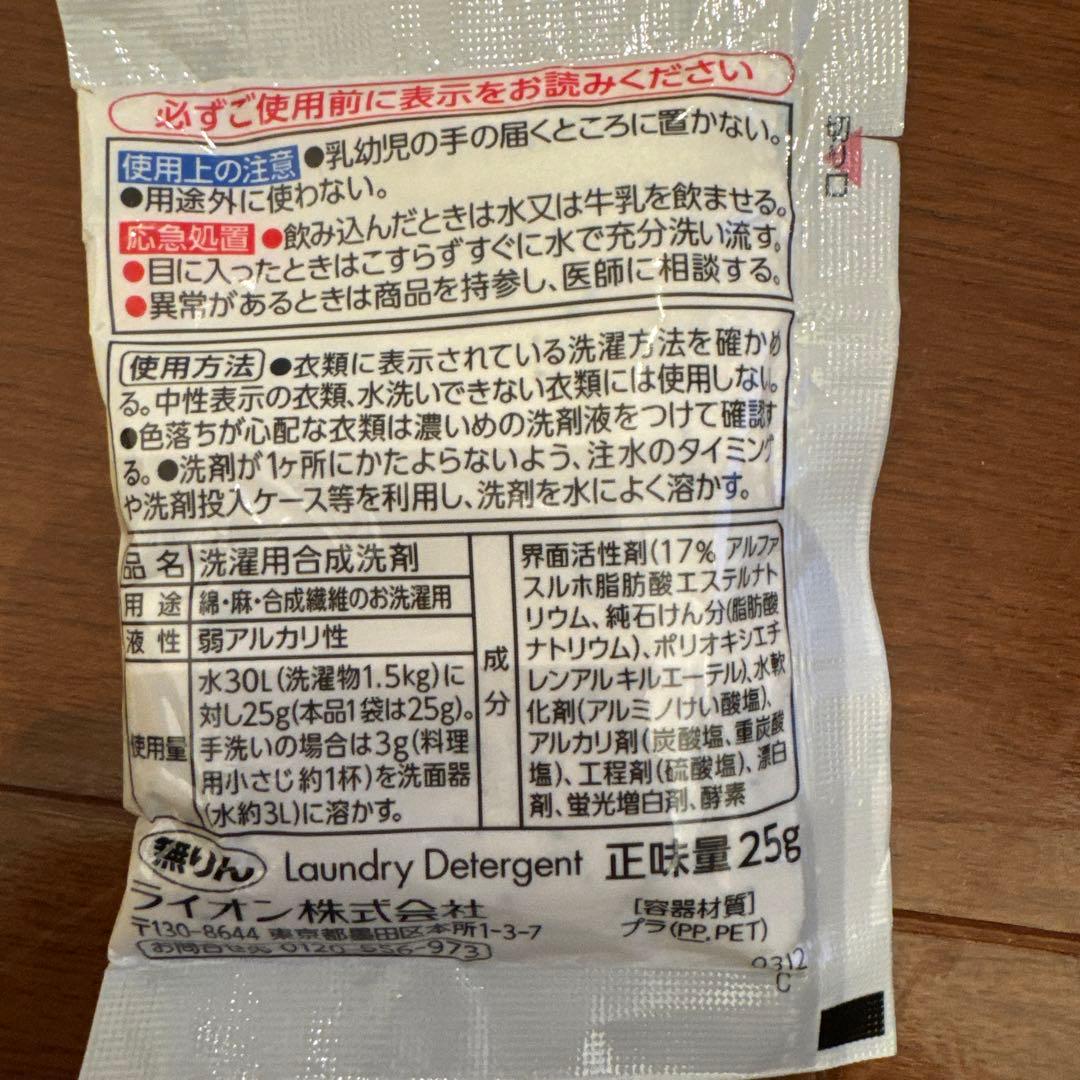 必ずご使用前に表示をお読みください
切り口
使用上の注意 ●乳幼児の手の届くところに置かない。
●用途外に使わない。
応急処置 ●飲み込んだときは水又は牛乳を飲ませる。
●目に入ったときはこすらずすぐに水で充分洗い流す。
●異常があるときは商品を持参し、医師に相談する。
使用方法 ●衣類に表示されている洗濯方法を確かめ
る。中性表示の衣類、水洗いできない衣類には使用しない。
●色落ちが心配な衣類は濃いめの洗剤液をつけて確認す
る。●洗剤が1ヶ所にかたよらないよう、注水のタイミング
や洗剤投入ケース等を利用し、洗剤を水によく溶かす。
品名 洗濯用合成洗剤
用途 綿・麻・合成繊維のお洗濯用
液性 弱アルカリ性
使用量
水30L(洗濯物1.5kg)に
対し25g(本品1袋は25g)。
手洗いの場合は3g(料理
用小さじ約1杯)を洗面器
(水約3L)に溶かす。
成分
界面活性剤(17% アルファ
スルホ脂肪酸エステルナト
リウム、純石けん分(脂肪酸
ナトリウム)、ポリオキシエチ
レンアルキルエーテル)、水軟
化剤(アルミノけい酸塩)、
アルカリ剤(炭酸塩、重炭酸
塩)、工程剤(硫酸塩)、漂白
剤、蛍光増白剤、酵素
無りん Laundry Detergent 正味量 25g
ライオン株式会社
〒130-8644 東京都墨田区本所1-3-7
お問合せ先 0120-556-973
[容器材質]
プラ(PP,PET)
0312
C